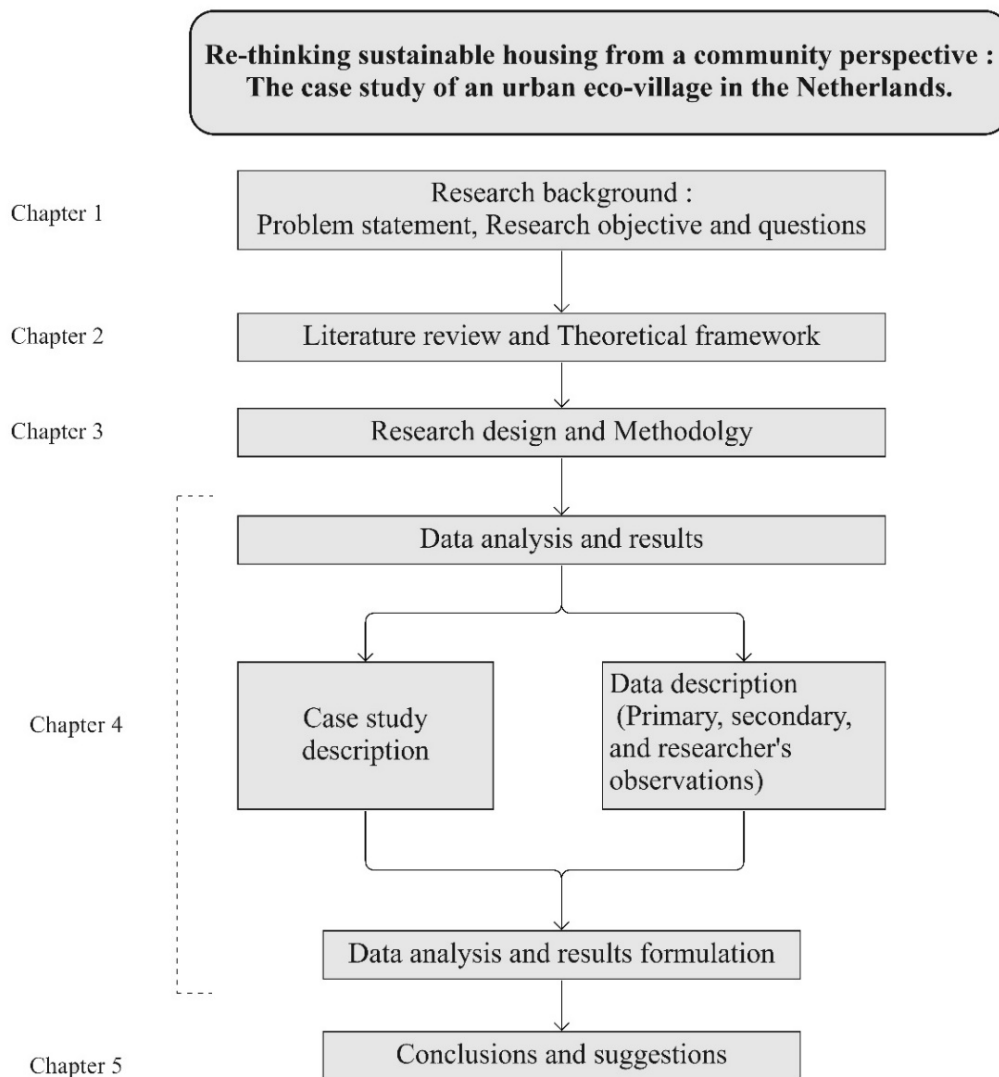 Re-thinking sustainable housing from a community perspective :
The case study of an urban eco-village in the Netherlands.
Chapter 1
Research background :
Problem statement, Research objective and questions
Chapter 2
Literature review and Theoretical framework
Chapter 3
Research design and Methodolgy
Data analysis and results
Chapter 4
Case study
description
Data description
(Primary, secondary,
and researcher's
observations)
Data analysis and results formulation
Chapter 5
Conclusions and suggestions